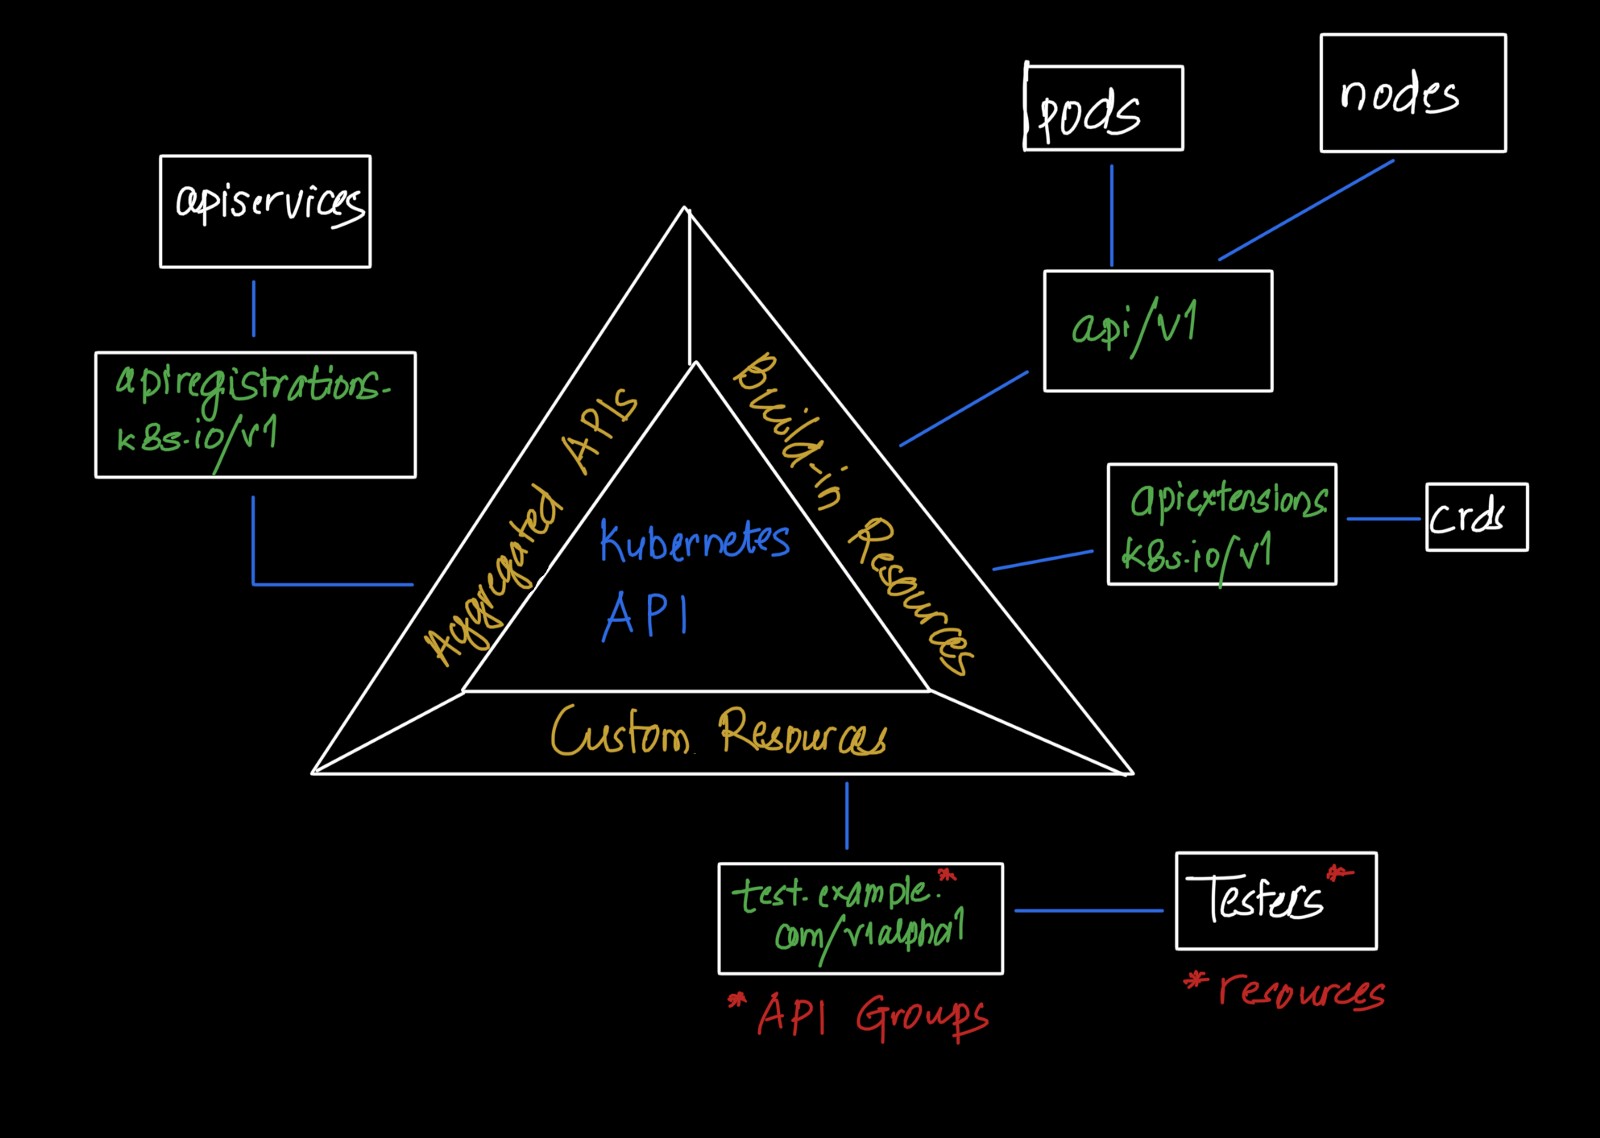 pods
nodes
apiservices
api/v1
apiregistrations.
k8s.io/v1
Aggregated APIs
Build-in Resources
Kubernetes
API
apiextensions.
k8s.io/v1
crds
Custom Resources
test.example.*
com/v1alpha1
Testers*
*API Groups
*resources